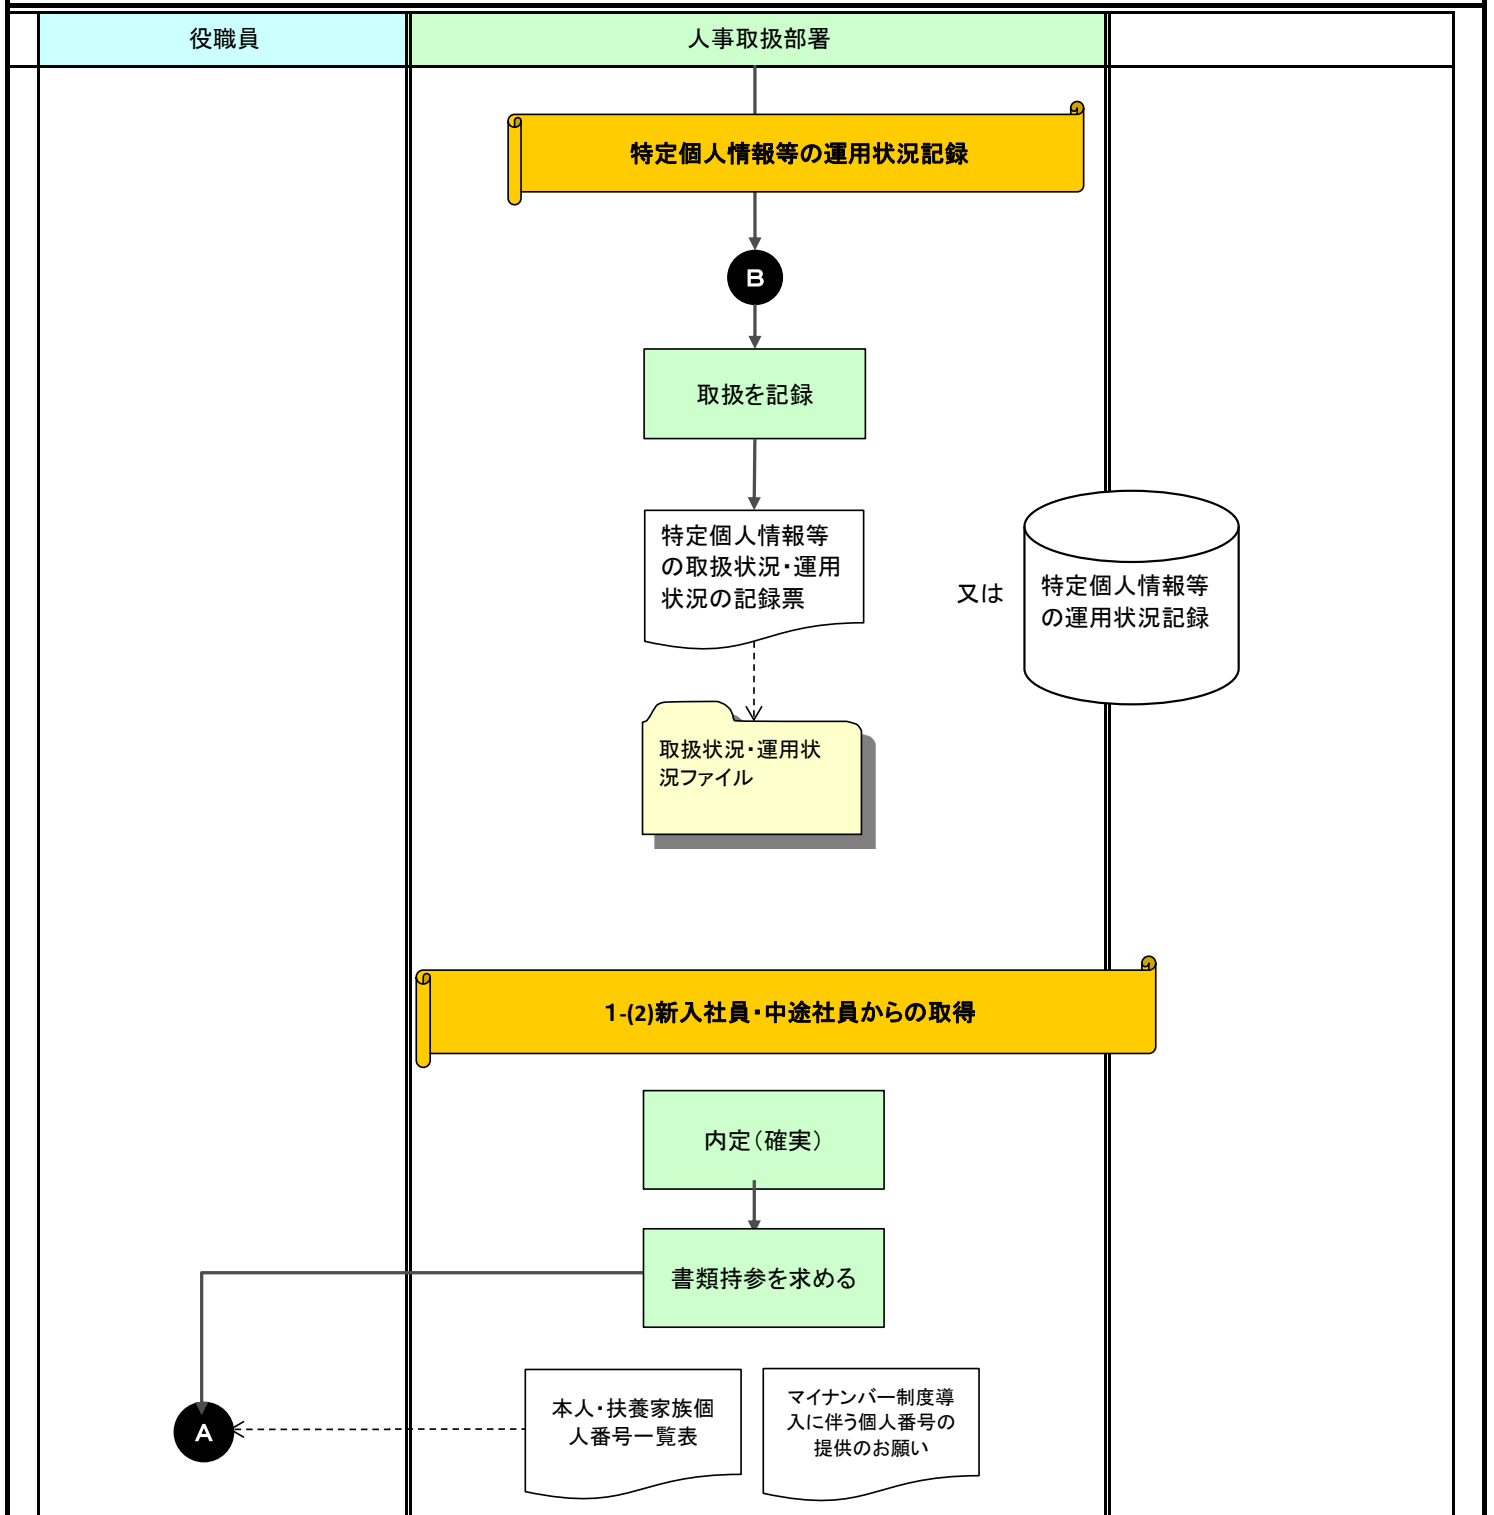 役職員
人事取扱部署
特定個人情報等の運用状況記録
B
取扱を記録
特定個人情報等
の取扱状況・運用
状況の記録票
又は
特定個人情報等
の運用状況記録
取扱状況・運用状
況ファイル
1-(2)新入社員・中途社員からの取得
内定（確実）
書類持参を求める
A
本人・扶養家族個
人番号一覧表
マイナンバー制度導
入に伴う個人番号の
提供のお願い